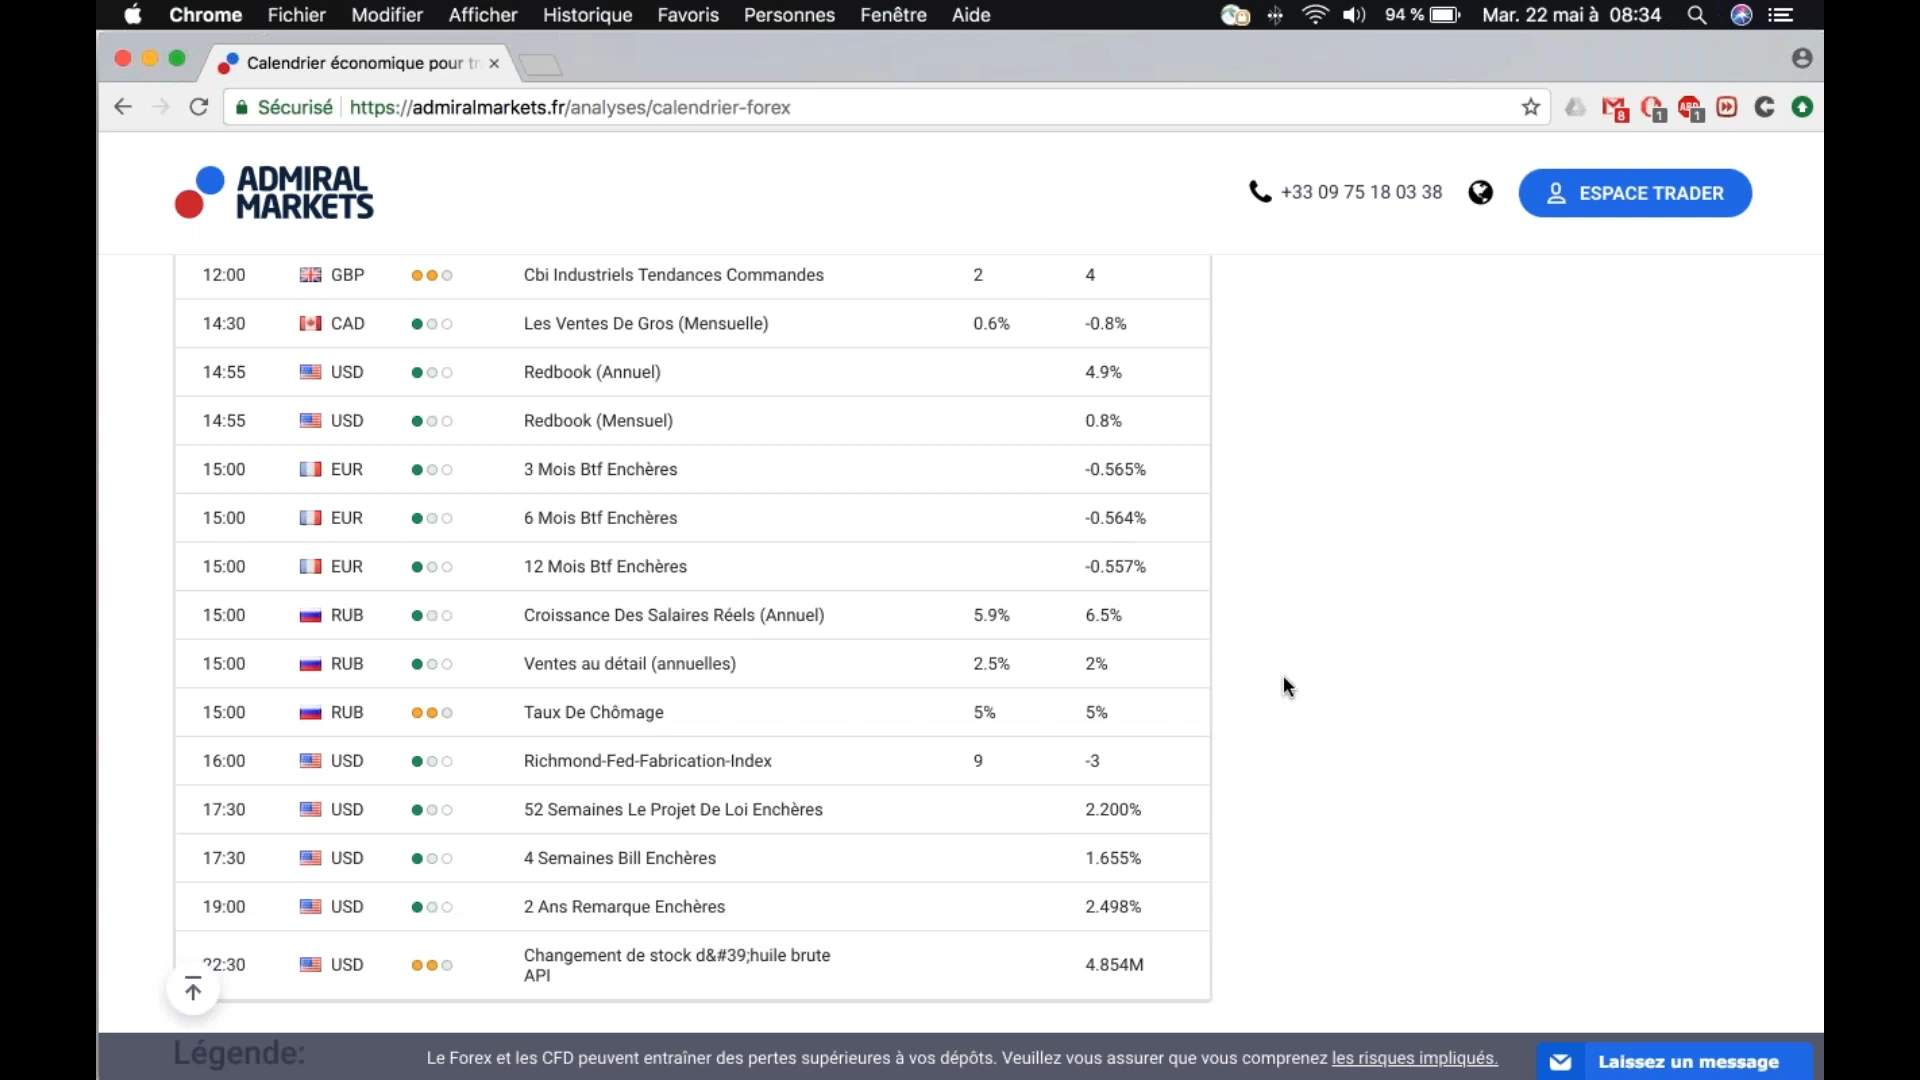 Chrome Fichier Modifier Afficher Historique Favoris Personnes Fenêtre Aide 94 % Mar. 22 mai à 08:34
Calendrier économique pour tr
Sécurisé https://admiralmarkets.fr/analyses/calendrier-forex 8 1 ABP 1
ADMIRAL
MARKETS
+33 09 75 18 03 38 ESPACE TRADER
12:00 GBP Cbi Industriels Tendances Commandes 2 4
14:30 CAD Les Ventes De Gros (Mensuelle) 0.6% -0.8%
14:55 USD Redbook (Annuel) 4.9%
14:55 USD Redbook (Mensuel) 0.8%
15:00 EUR 3 Mois Btf Enchères -0.565%
15:00 EUR 6 Mois Btf Enchères -0.564%
15:00 EUR 12 Mois Btf Enchères -0.557%
15:00 RUB Croissance Des Salaires Réels (Annuel) 5.9% 6.5%
15:00 RUB Ventes au détail (annuelles) 2.5% 2%
15:00 RUB Taux De Chômage 5% 5%
16:00 USD Richmond-Fed-Fabrication-Index 9 -3
17:30 USD 52 Semaines Le Projet De Loi Enchères 2.200%
17:30 USD 4 Semaines Bill Enchères 1.655%
19:00 USD 2 Ans Remarque Enchères 2.498%
22:30 USD Changement de stock d&#39;huile brute 4.854M
API
Légende:
Le Forex et les CFD peuvent entraîner des pertes supérieures à vos dépôts. Veuillez vous assurer que vous comprenez les risques impliqués.
Laissez un message